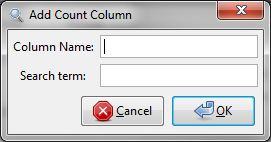 Add Count Column
Column Name:
Search term:
Cancel OK